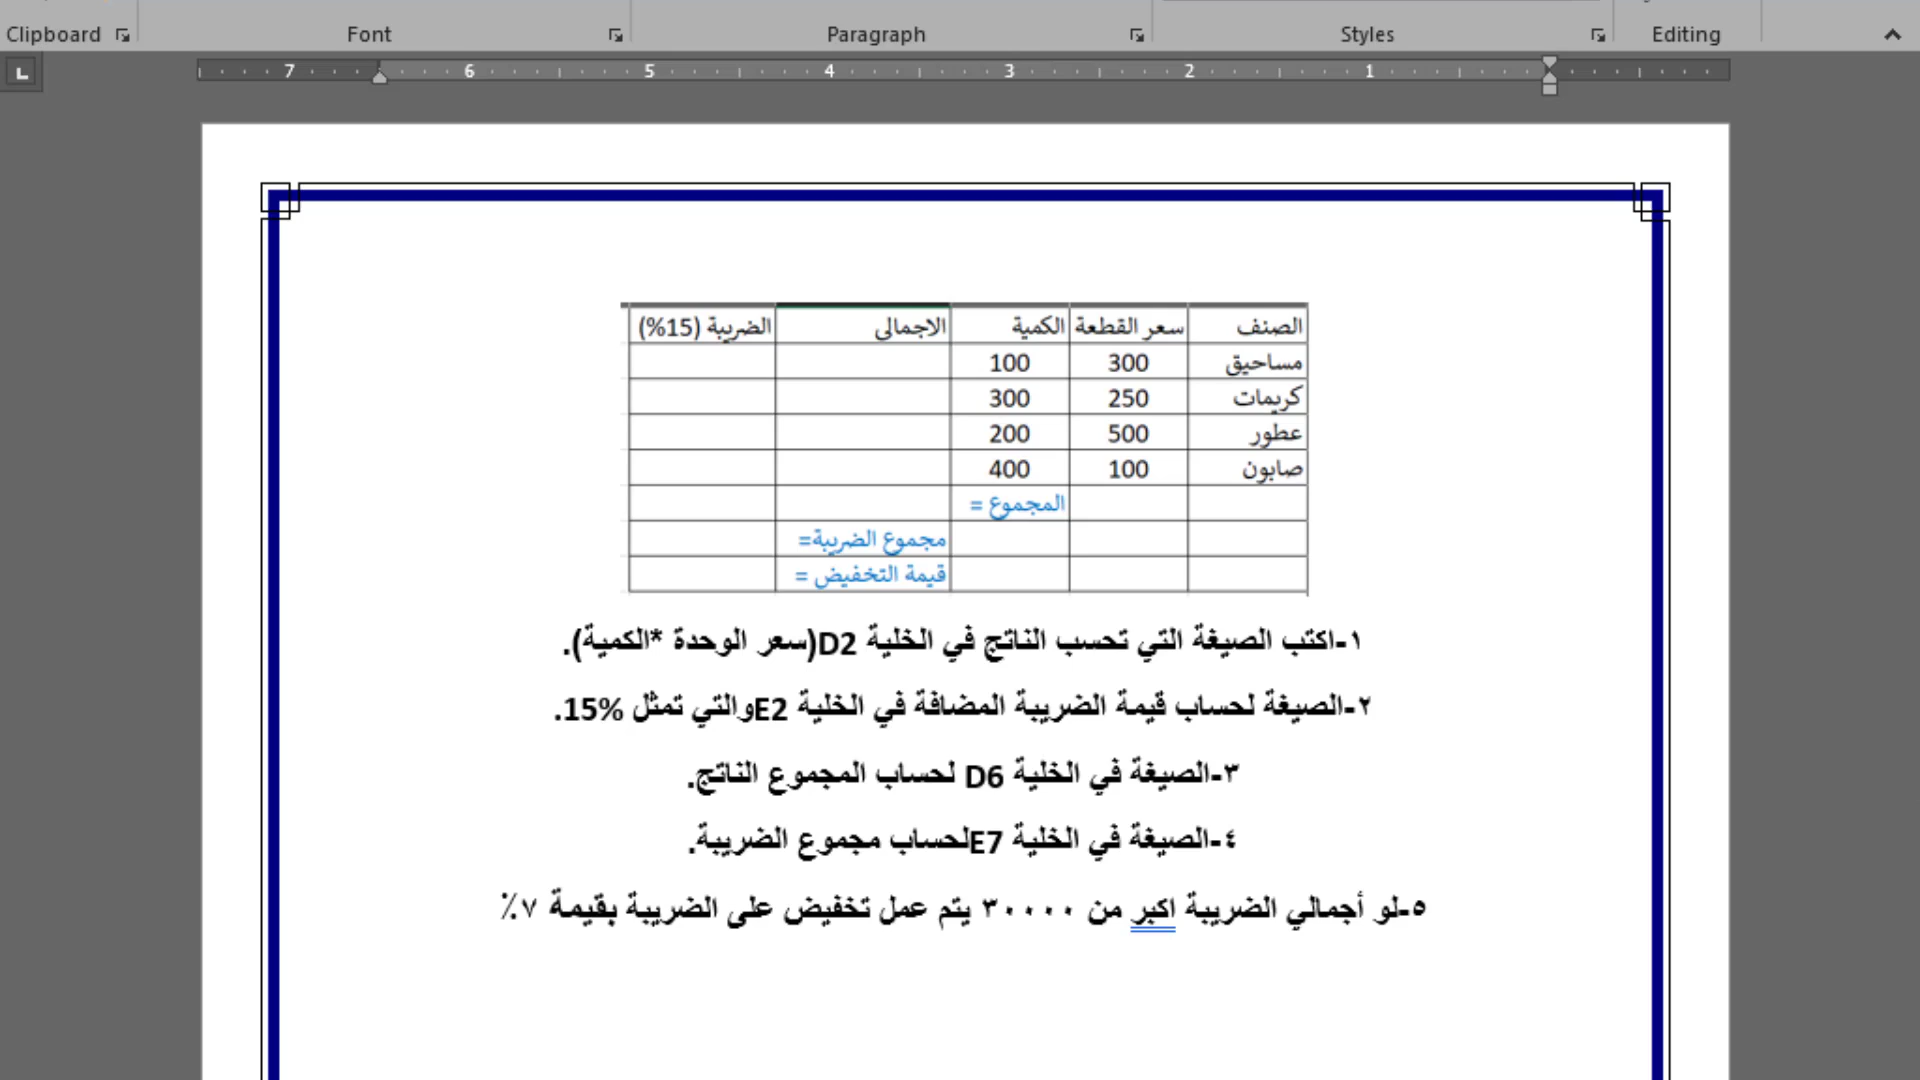 Clipboard Font Paragraph Styles Editing
7 6 5 4 3 2 1
الصنف سعر القطعة الكمية الاجمالى الضريبة (15%)
مساحيق 300 100
كريمات 250 300
عطور 500 200
صابون 100 400
المجموع =
مجموع الضريبة=
قيمة التخفيض =
١-اكتب الصيغة التي تحسب الناتج في الخلية D2(سعر الوحدة *الكمية).
٢-الصيغة لحساب قيمة الضريبة المضافة في الخلية E2والتي تمثل 15%.
٣-الصيغة في الخلية D6 لحساب المجموع الناتج.
٤-الصيغة في الخلية E7لحساب مجموع الضريبة.
٥-لو أجمالي الضريبة اكبر من ٣٠٠٠٠ يتم عمل تخفيض على الضريبة بقيمة ٧٪